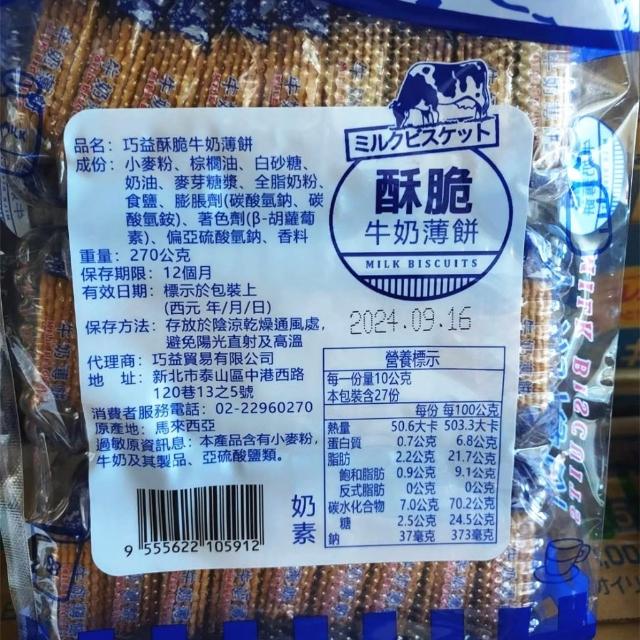 品名：巧益酥脆牛奶薄餅
成份：小麥粉、棕櫚油、白砂糖、
奶油、麥芽糖漿、全脂奶粉、
食鹽、膨脹劑(碳酸氫鈉、碳
酸氫銨)、著色劑(β-胡蘿蔔
素)、偏亞硫酸氫鈉、香料
重量：270公克
保存期限：12個月
有效日期：標示於包裝上
(西元 年/月/日)
保存方法：存放於陰涼乾燥通風處，
避免陽光直射及高溫
代理商：巧益貿易有限公司
地 址：新北市泰山區中港西路
120巷13之5號
消費者服務電話：02-22960270
原產地：馬來西亞
過敏原資訊息：本產品含有小麥粉，
牛奶及其製品、亞硫酸鹽類。
9 555622 105912
奶素
ミルクビスケット
酥脆
牛奶薄餅
MILK BISCUITS
2024.09.16
營養標示
每一份量10公克
本包裝含27份
每份 每100公克
熱量 50.6大卡 503.3大卡
蛋白質 0.7公克 6.8公克
脂肪 2.2公克 21.7公克
飽和脂肪 0.9公克 9.1公克
反式脂肪 0公克 0公克
碳水化合物 7.0公克 70.2公克
糖 2.5公克 24.5公克
鈉 37毫克 373毫克
MILK BISCUITS